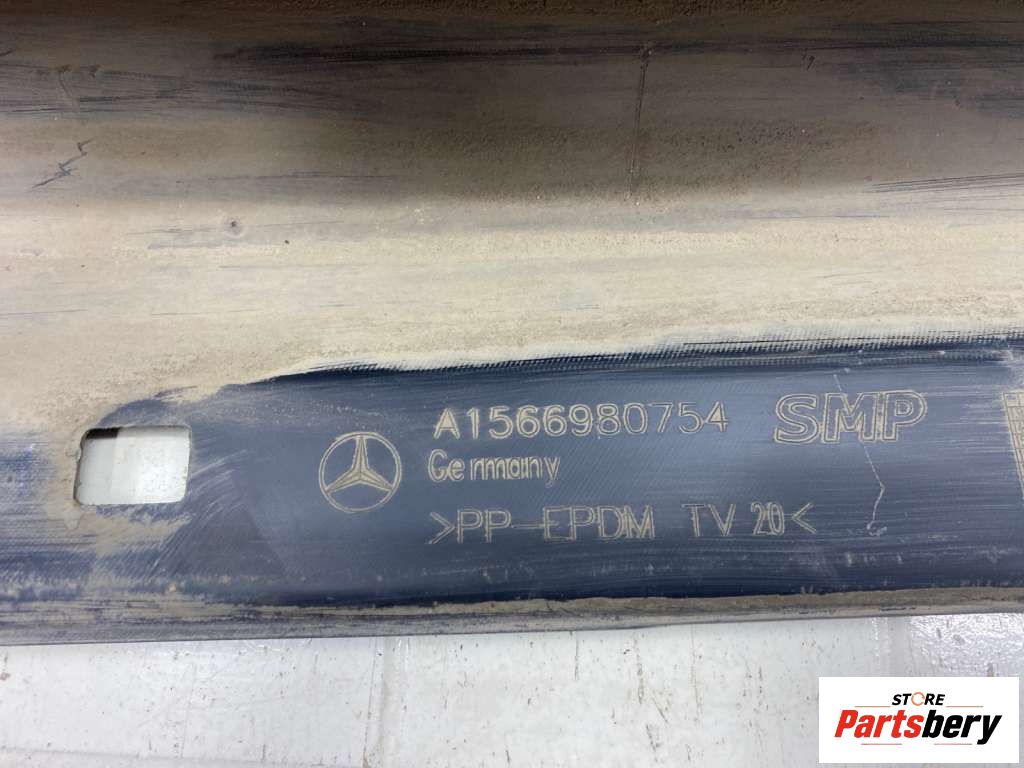 A1566980754 SMP
Germany
>PP-EPDM TV 20<
STORE
Partsbery